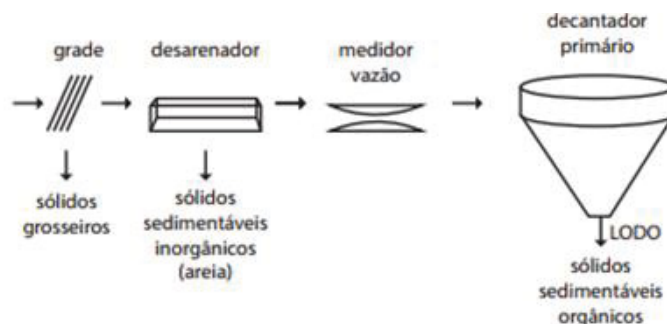 grade
desarenador
medidor
vazão
decantador
primário
sólidos
grosseiros
sólidos
sedimentáveis
inorgânicos
(areia)
LODO
sólidos
sedimentáveis
orgânicos